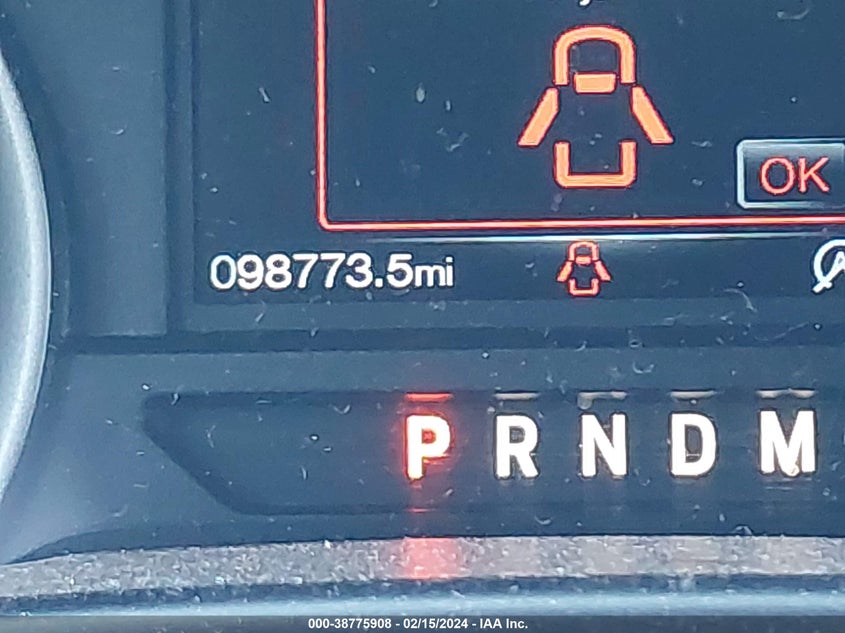 OK
098773.5mi
P R N D M
000-38775908 - 02/15/2024 - IAA Inc.